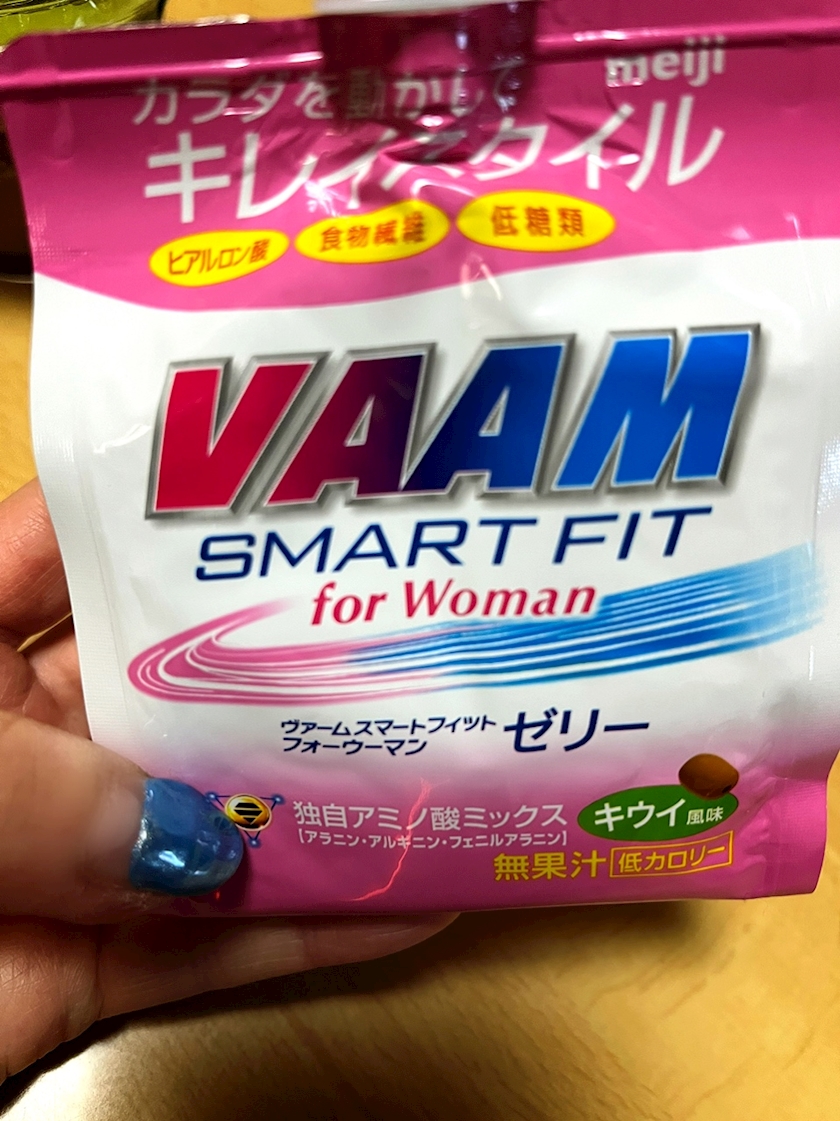 meiji
カラダを動かして
キレイスタイル
ヒアルロン酸 食物繊維 低糖類
VAAM
SMART FIT
for Woman
ヴァームスマートフィット
フォーウーマン
ゼリー
独自アミノ酸ミックス
【アラニン・アルギニン・フェニルアラニン】
キウイ風味
無果汁 低カロリー